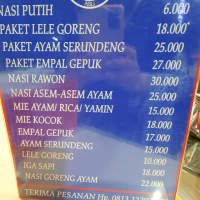 NASI PUTIH 6.000
PAKET LELE GORENG 18.000*
PAKET AYAM SERUNDENG 25.000
PAKET EMPAL GEPUK 27.000
NASI RAWON 30.000
NASI ASEM-ASEM AYAM 25.000
MIE AYAM/ RICA/ YAMIN 15.000
MIE KOCOK 18.000
EMPAL GEPUK 17.000
AYAM SERUNDENG 15.000
LELE GORENG 10.000
IGA SAPI 18.000
NASI GORENG AYAM 22.000
TERIMA PESANAN Hp. 0813